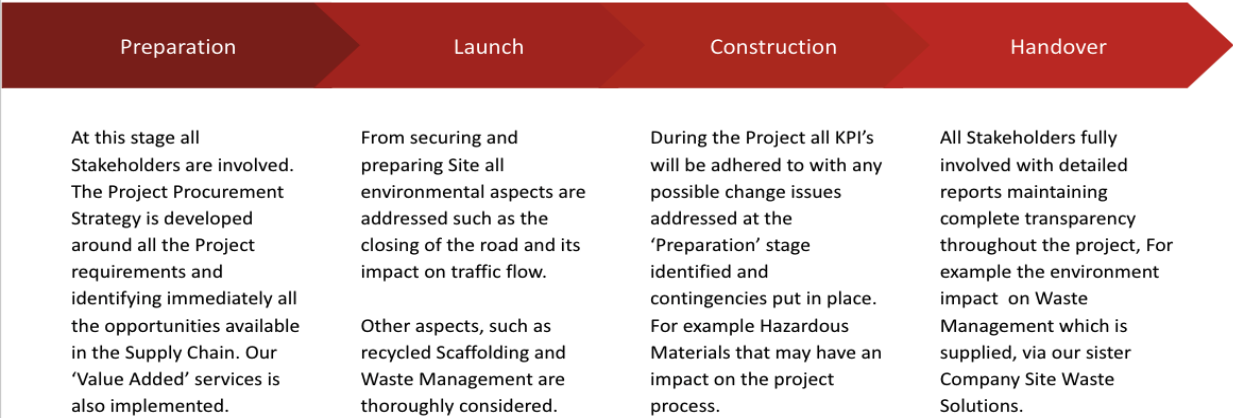 Preparation
Launch
Construction
Handover
At this stage all
Stakeholders are involved.
The Project Procurement
Strategy is developed
around all the Project
requirements and
identifying immediately all
the opportunities available
in the Supply Chain. Our
‘Value Added’ services is
also implemented.
From securing and
preparing Site all
environmental aspects are
addressed such as the
closing of the road and its
impact on traffic flow.
Other aspects, such as
recycled Scaffolding and
Waste Management are
thoroughly considered.
During the Project all KPI’s
will be adhered to with any
possible change issues
addressed at the
‘Preparation’ stage
identified and
contingencies put in place.
For example Hazardous
Materials that may have an
impact on the project
process.
All Stakeholders fully
involved with detailed
reports maintaining
complete transparency
throughout the project, For
example the environment
impact  on Waste
Management which is
supplied, via our sister
Company Site Waste
Solutions.